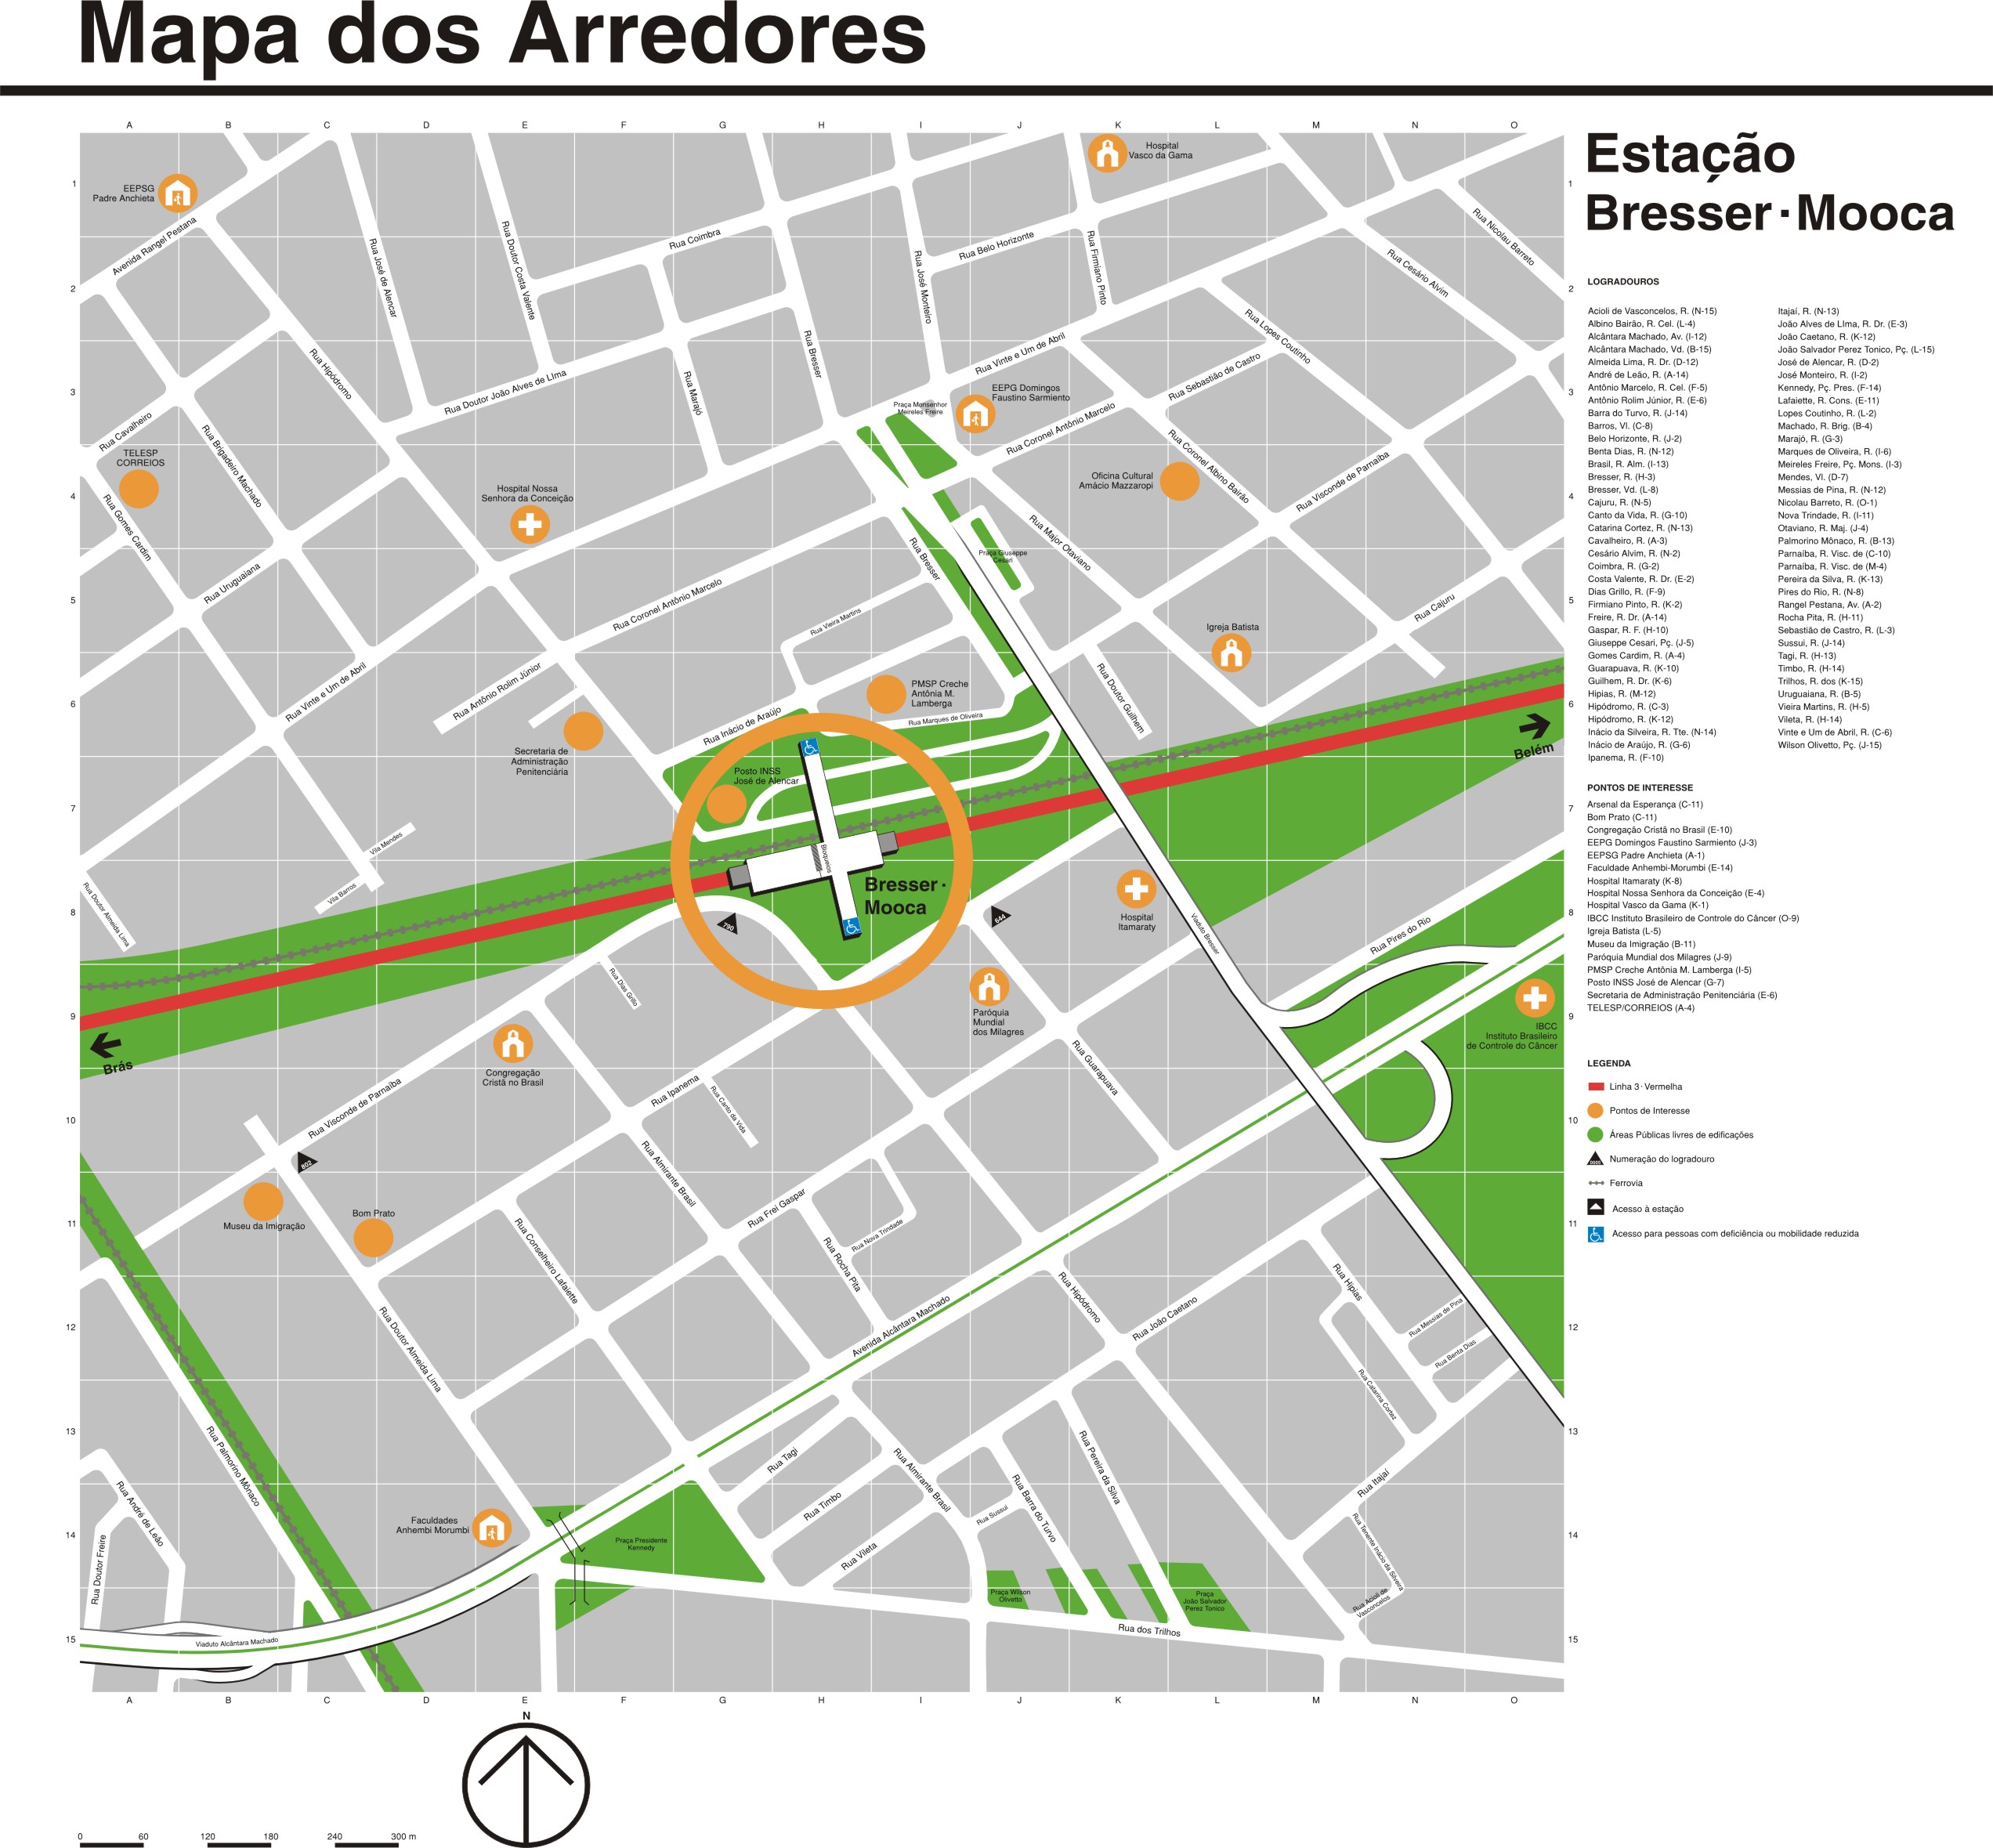 Mapa dos Arredores
Estação
Bresser·Mooca
A B C D E F G H I J K L M N O
1
2
3
4
5
6
7
8
9
10
11
12
13
14
15
1
2
3
4
5
6
7
8
9
10
11
12
13
14
15
A B C D E F G H I J K L M N O
EEPSG
Padre Anchieta
Hospital
Vasco da Gama
Avenida Rangel Pestana
Rua José de Alencar
Rua Doutor Costa Valente
Rua Coimbra
Rua José Monteiro
Rua Belo Horizonte
Rua Firmiano Pinto
Rua Cesário Alvim
Rua Nicolau Barreto
Rua Hipódromo
Rua Doutor João Alves de LIma
Rua Marajó
Rua Bresser
Rua Vinte e Um de Abril
Rua Lopes Coutinho
Rua Sebastião de Castro
Praça Monsenhor
Meireles Freire
EEPG Domingos
Faustino Sarmiento
Rua Coronel Antônio Marcelo
Rua Cavalheiro
TELESP
CORREIOS
Rua Brigadeiro Machado
Rua Gomes Cardim
Hospital Nossa
Senhora da Conceição
Oficina Cultural
Amácio Mazzaropi
Rua Coronel Albino Bairão
Rua Visconde de Parnaíba
Rua Major Otaviano
Praça Giuseppe
Cesari
Rua Bresser
Rua Uruguaiana
Rua Coronel Antônio Marcelo
Rua Vieira Martins
Rua Cajuru
Igreja Batista
Rua Vinte e Um de Abril
Rua Antônio Rolim Júnior
Rua Inácio de Araújo
PMSP Creche
Antônia M.
Lamberga
Rua Marques de Oliveira
Rua Doutor Guilhem
Secretaria de
Administração
Penitenciária
Posto INSS
José de Alencar
Belém
Vila Mendes
Vila Barros
Rua Doutor Almeida Lima
Bloqueios
Bresser·
Mooca
790
644
Hospital
Itamaraty
Viaduto Bresser
Rua Pires do Rio
Rua Dias Grillo
Paróquia
Mundial
dos Milagres
IBCC
Instíluto Brasileiro
de Controle do Câncer
Brás
Congregação
Cristã no Brasil
Rua Guarapuava
Rua Visconde de Parnaíba
Rua Ipanema
Rua Canto da Vida
802
Museu da Imigração
Bom Prato
Rua Almirante Brasil
Rua Frei Gaspar
Rua Nova Trindade
Rua Rocha Pita
Rua Conselheiro Lafaiette
Rua Doutor Almeida Lima
Avenida Alcântara Machado
Rua Hipódromo
Rua João Caetano
Rua Hipias
Rua Messias de Pina
Rua Benta Dias
Rua Catarina Cortez
Rua Palmorino Mônaco
Rua André de Leão
Rua Doutor Freire
Rua Tagi
Rua Timbo
Rua Vileta
Rua Almirante Brasil
Rua Sussui
Rua Barra do Turvo
Rua Pereira da Silva
Rua Itajaí
Rua Tenente Inácio da Silveira
Rua Acioli de
Vasconcelos
Faculdades
Anhembi Morumbi
Praça Presidente
Kennedy
Praça Wilson
Olivetto
Praça
João Salvador
Perez Tonico
Rua dos Trilhos
Viaduto Alcântara Machado
LOGRADOUROS
Acioli de Vasconcelos, R. (N-15)
Albino Bairão, R. Cel. (L-4)
Alcântara Machado, Av. (I-12)
Alcântara Machado, Vd. (B-15)
Almeida Lima, R. Dr. (D-12)
André de Leão, R. (A-14)
Antônio Marcelo, R. Cel. (F-5)
Antônio Rolim Júnior, R. (E-6)
Barra do Turvo, R. (J-14)
Barros, Vl. (C-8)
Belo Horizonte, R. (J-2)
Benta Dias, R. (N-12)
Brasil, R. Alm. (I-13)
Bresser, R. (H-3)
Bresser, Vd. (L-8)
Cajuru, R. (N-5)
Canto da Vida, R. (G-10)
Catarina Cortez, R. (N-13)
Cavalheiro, R. (A-3)
Cesário Alvim, R. (N-2)
Coimbra, R. (G-2)
Costa Valente, R. Dr. (E-2)
Dias Grillo, R. (F-9)
Firmiano Pinto, R. (K-2)
Freire, R. Dr. (A-14)
Gaspar, R. F. (H-10)
Giuseppe Cesari, Pç. (J-5)
Gomes Cardim, R. (A-4)
Guarapuava, R. (K-10)
Guilhem, R. Dr. (K-6)
Hipias, R. (M-12)
Hipódromo, R. (C-3)
Hipódromo, R. (K-12)
Inácio da Silveira, R. Tte. (N-14)
Inácio de Araújo, R. (G-6)
Ipanema, R. (F-10)
Itajaí, R. (N-13)
João Alves de LIma, R. Dr. (E-3)
João Caetano, R. (K-12)
João Salvador Perez Tonico, Pç. (L-15)
José de Alencar, R. (D-2)
José Monteiro, R. (I-2)
Kennedy, Pç. Pres. (F-14)
Lafaiette, R. Cons. (E-11)
Lopes Coutinho, R. (L-2)
Machado, R. Brig. (B-4)
Marajó, R. (G-3)
Marques de Oliveira, R. (I-6)
Meireles Freire, Pç. Mons. (I-3)
Mendes, Vl. (D-7)
Messias de Pina, R. (N-12)
Nicolau Barreto, R. (O-1)
Nova Trindade, R. (I-11)
Otaviano, R. Maj. (J-4)
Palmorino Mônaco, R. (B-13)
Parnaíba, R. Visc. de (C-10)
Parnaíba, R. Visc. de (M-4)
Pereira da Silva, R. (K-13)
Pires do Rio, R. (N-8)
Rangel Pestana, Av. (A-2)
Rocha Pita, R. (H-11)
Sebastião de Castro, R. (L-3)
Sussui, R. (J-14)
Tagi, R. (H-13)
Timbo, R. (H-14)
Trilhos, R. dos (K-15)
Uruguaiana, R. (B-5)
Vieira Martins, R. (H-5)
Vileta, R. (H-14)
Vinte e Um de Abril, R. (C-6)
Wilson Olivetto, Pç. (J-15)
PONTOS DE INTERESSE
Arsenal da Esperança (C-11)
Bom Prato (C-11)
Congregação Cristã no Brasil (E-10)
EEPG Domingos Faustino Sarmiento (J-3)
EEPSG Padre Anchieta (A-1)
Faculdade Anhembi-Morumbi (E-14)
Hospital Itamaraty (K-8)
Hospital Nossa Senhora da Conceição (E-4)
Hospital Vasco da Gama (K-1)
IBCC Instituto Brasileiro de Controle do Câncer (O-9)
Igreja Batista (L-5)
Museu da Imigração (B-11)
Paróquia Mundial dos Milagres (J-9)
PMSP Creche Antônia M. Lamberga (I-5)
Posto INSS José de Alencar (G-7)
Secretaria de Administração Penitenciária (E-6)
TELESP/CORREIOS (A-4)
LEGENDA
Linha 3·Vermelha
Pontos de Interesse
Áreas Públicas livres de edificações
0000 Numeração do logradouro
Ferrovia
Acesso à estação
Acesso para pessoas com deficiência ou mobilidade reduzida
N
0 60 120 180 240 300 m